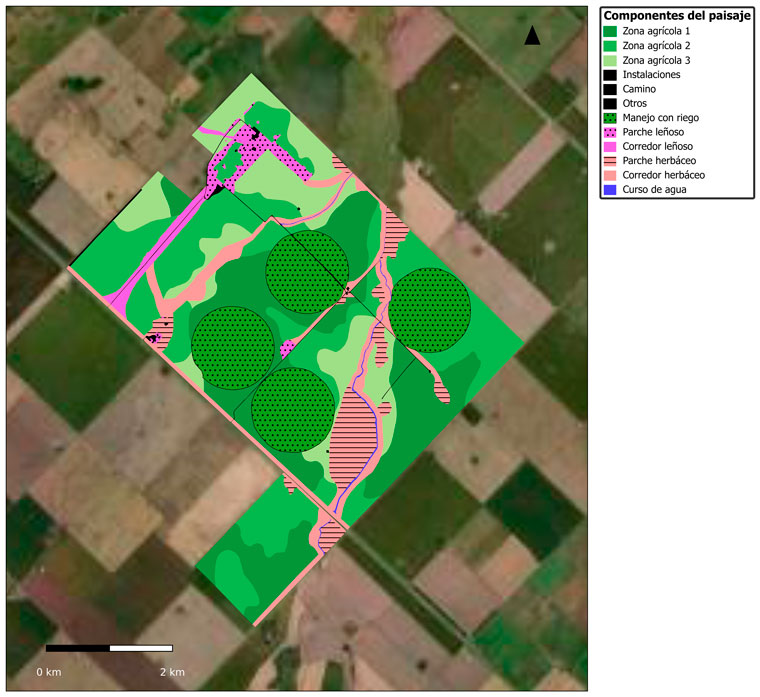 Componentes del paisaje
Zona agrícola 1
Zona agrícola 2
Zona agrícola 3
Instalaciones
Camino
Otros
Manejo con riego
Parche leñoso
Corredor leñoso
Parche herbáceo
Corredor herbáceo
Curso de agua
0 km 2 km